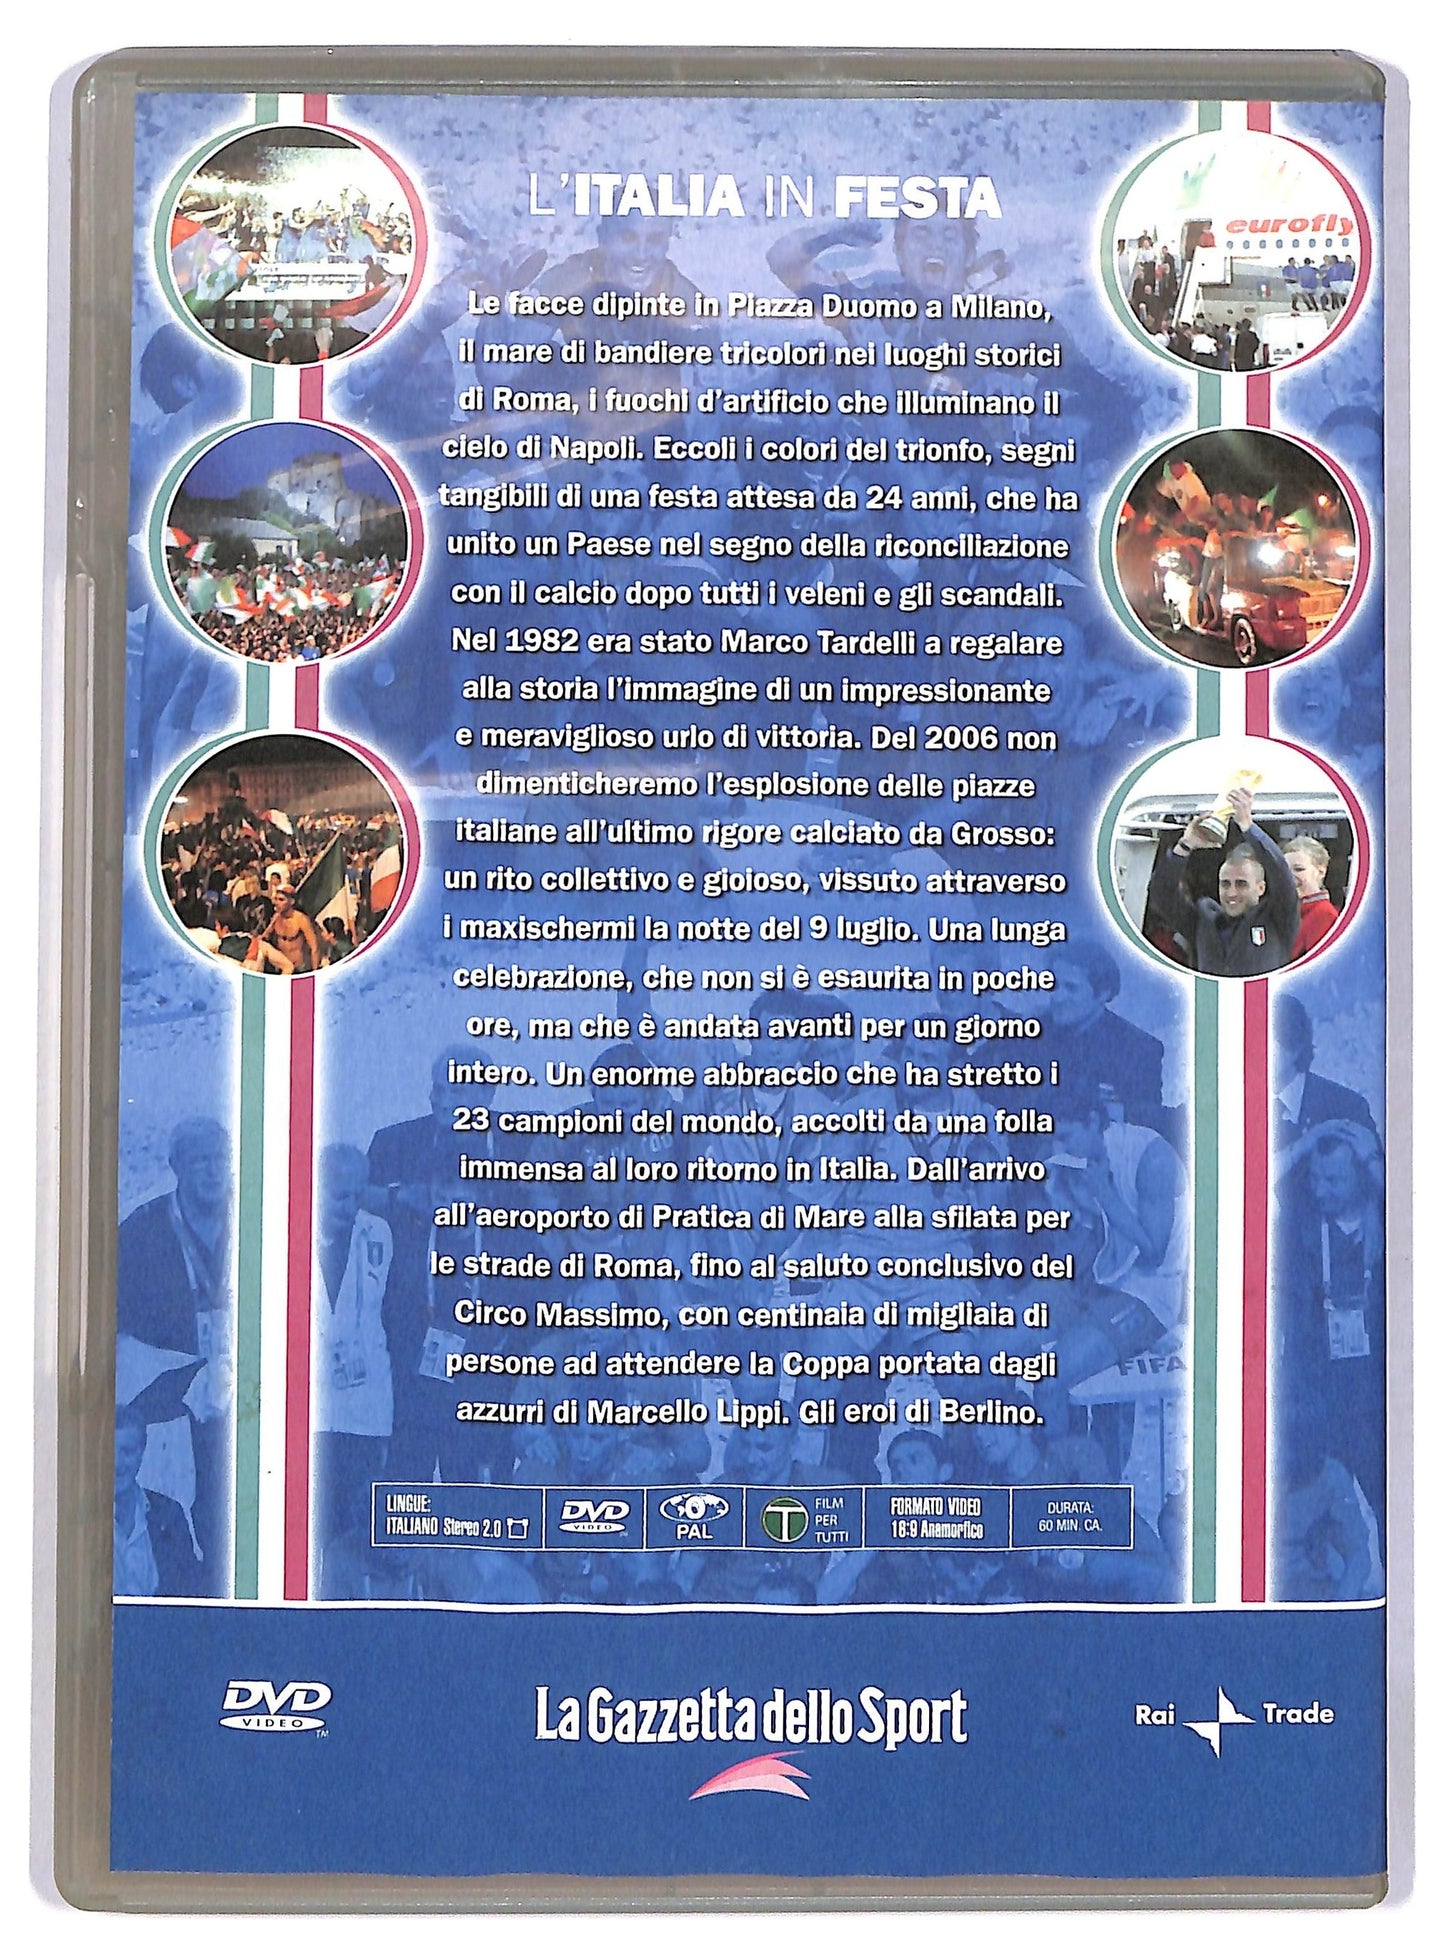 L'ITALIA IN FESTA
Le facce dipinte in Piazza Duomo a Milano,
il mare di bandiere tricolori nei luoghi storici
di Roma, i fuochi d'artificio che illuminano il
cielo di Napoli. Eccoli i colori del trionfo, segni
tangibili di una festa attesa da 24 anni, che ha
unito un Paese nel segno della riconciliazione
con il calcio dopo tutti i veleni e gli scandali.
Nel 1982 era stato Marco Tardelli a regalare
alla storia l'immagine di un impressionante
e meraviglioso urlo di vittoria. Del 2006 non
dimenticheremo l'esplosione delle piazze
italiane all'ultimo rigore calciato da Grosso:
un rito collettivo e gioioso, vissuto attraverso
i maxischermi la notte del 9 luglio. Una lunga
celebrazione, che non si è esaurita in poche
ore, ma che è andata avanti per un giorno
intero. Un enorme abbraccio che ha stretto i
23 campioni del mondo, accolti da una folla
immensa al loro ritorno in Italia. Dall'arrivo
all'aeroporto di Pratica di Mare alla sfilata per
le strade di Roma, fino al saluto conclusivo del
Circo Massimo, con centinaia di migliaia di
persone ad attendere la Coppa portata dagli
azzurri di Marcello Lippi. Gli eroi di Berlino.
eurofly
FIFA
LINGUE:
ITALIANO Stereo 2.0
DVD
VIDEO
PAL
T
FILM
PER
TUTTI
FORMATO VIDEO
16:9 Anamorfico
DURATA:
60 MIN. CA.
DVD
VIDEO
TM
La Gazzetta dello Sport
Rai Trade